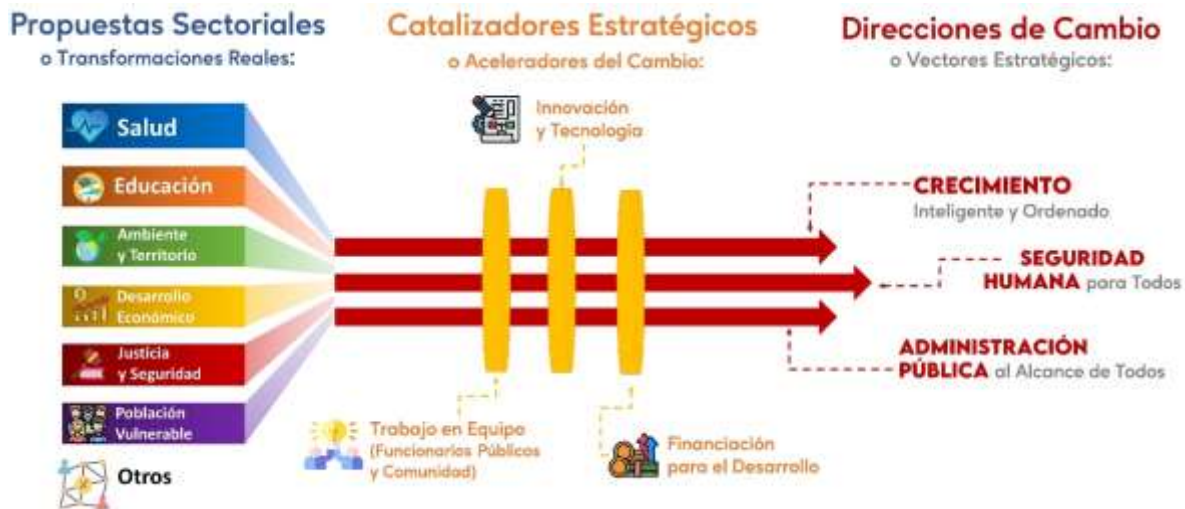 Propuestas Sectoriales
o Transformaciones Reales:
Salud
Educación
Ambiente
y Territorio
Desarrollo
Económico
Justicia
y Seguridad
Población
Vulnerable
Otros
Catalizadores Estratégicos
o Aceleradores del Cambio:
Innovación
y Tecnología
Trabajo en Equipo
(Funcionarios Públicos
y Comunidad)
Financiación
para el Desarrollo
Direcciones de Cambio
o Vectores Estratégicos:
CRECIMIENTO
Inteligente y Ordenado
SEGURIDAD
HUMANA para Todos
ADMINISTRACIÓN
PÚBLICA al Alcance de Todos